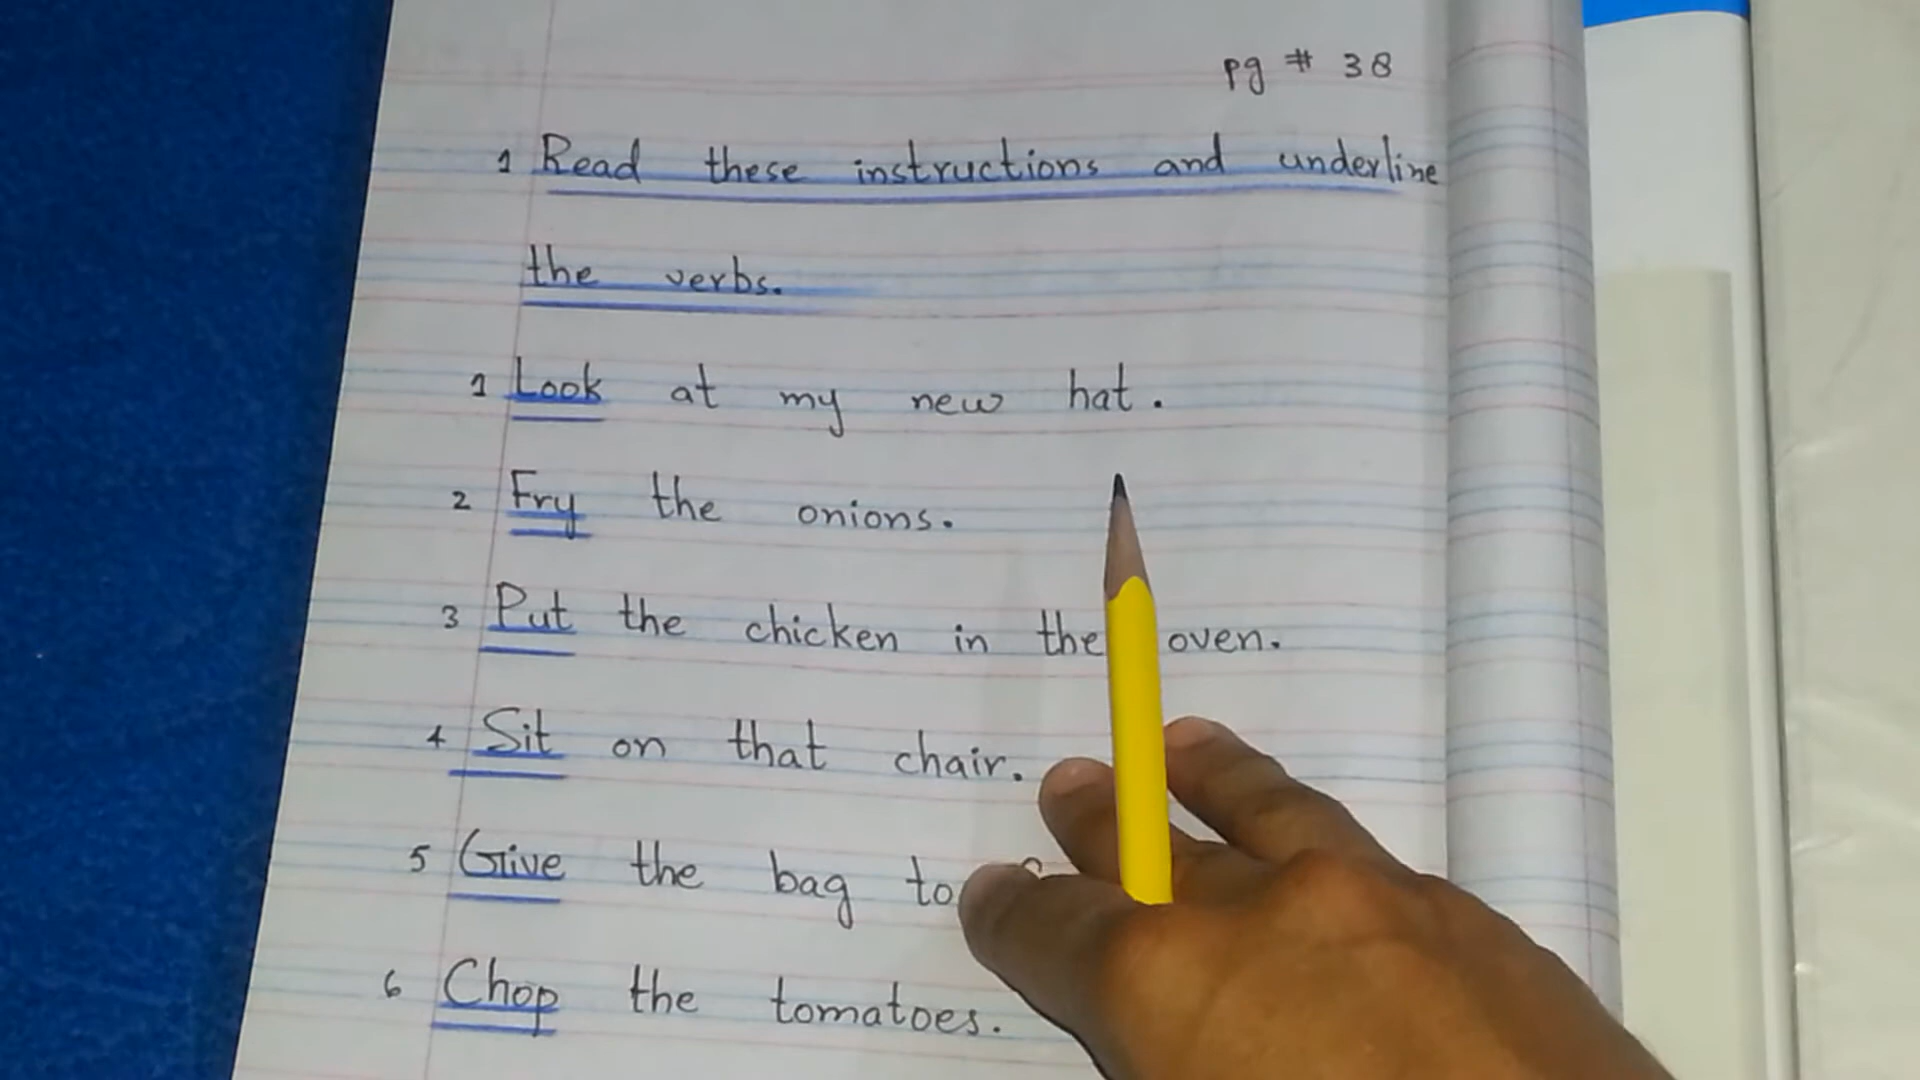 pg # 38
1 Read these instructions and underline
the verbs.
1 Look at my new hat.
2 Fry the onions.
3 Put the chicken in the oven.
4 Sit on that chair.
5 Give the bag to
6 Chop the tomatoes.